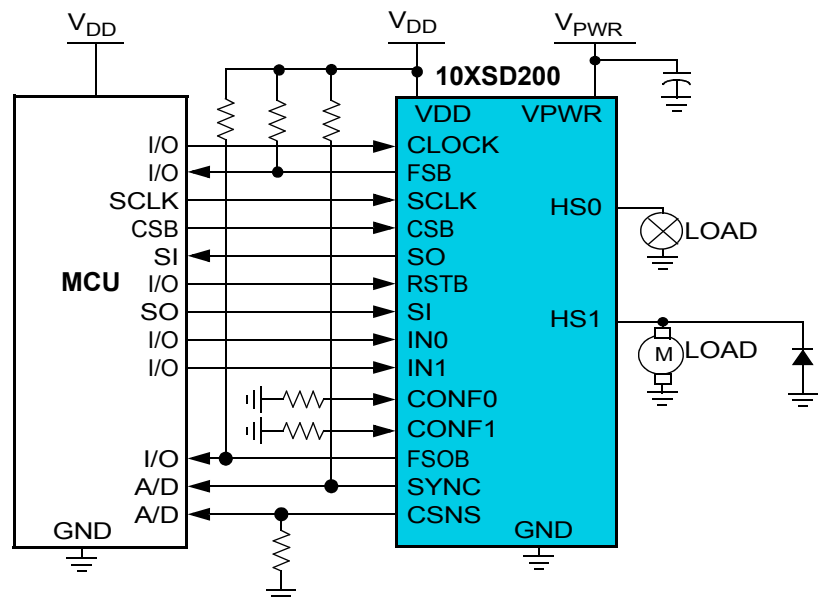 VDD
VDD
VPWR
10XSD200
VDD VPWR
I/O CLOCK
I/O FSB
SCLK SCLK
HS0
CSB CSB
LOAD
SI SO
MCU
I/O RSTB
SO SI
HS1
I/O IN0
M LOAD
I/O IN1
CONF0
CONF1
I/O FSOB
A/D SYNC
A/D CSNS
GND GND